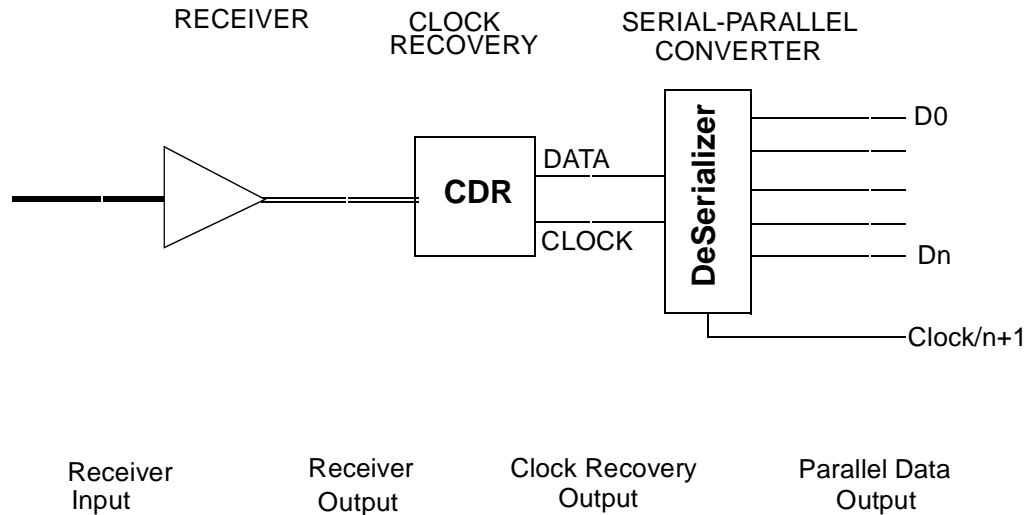 RECEIVER
CLOCK
RECOVERY
SERIAL-PARALLEL
CONVERTER
CDR
DATA
CLOCK
DeSerializer
D0
Dn
Clock/n+1
Receiver
Input
Receiver
Output
Clock Recovery
Output
Parallel Data
Output